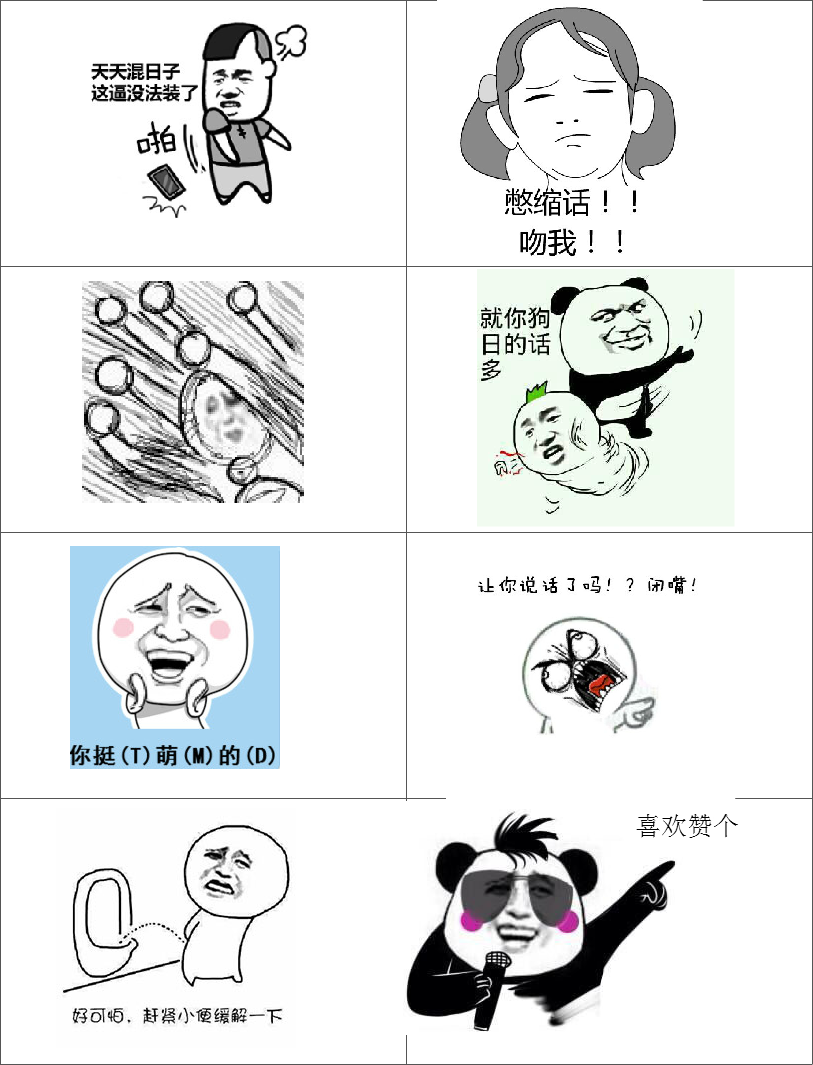 天天混日子
这逼没法装了
啪
憋缩话！！
吻我！！
就你狗
日的话
多
你挺(T)萌(M)的(D)
让你说话了吗！？闭嘴！
好可怕，赶紧小便缓解一下
喜欢赞个